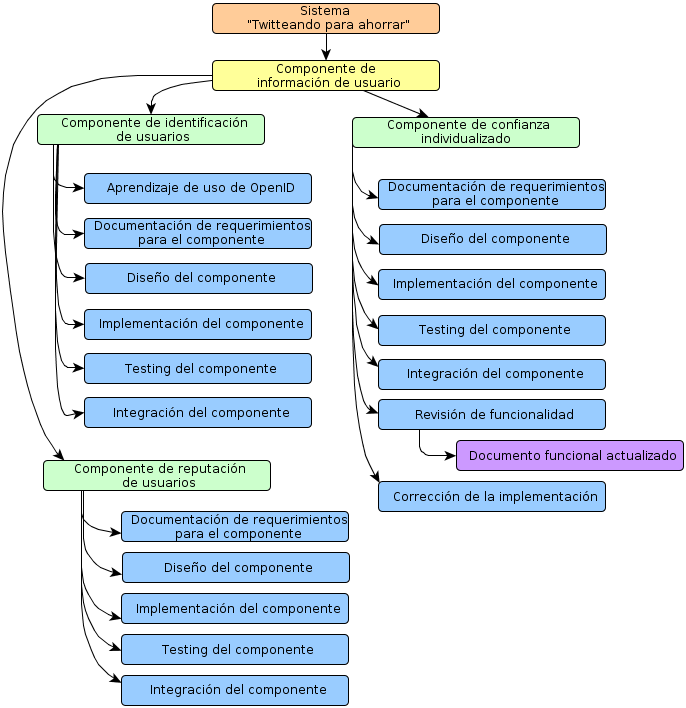 Sistema
"Twitteando para ahorrar"
Componente de
información de usuario
Componente de identificación
de usuarios
Aprendizaje de uso de OpenID
Documentación de requerimientos
para el componente
Diseño del componente
Implementación del componente
Testing del componente
Integración del componente
Componente de confianza
individualizado
Documentación de requerimientos
para el componente
Diseño del componente
Implementación del componente
Testing del componente
Integración del componente
Revisión de funcionalidad
Documento funcional actualizado
Corrección de la implementación
Componente de reputación
de usuarios
Documentación de requerimientos
para el componente
Diseño del componente
Implementación del componente
Testing del componente
Integración del componente